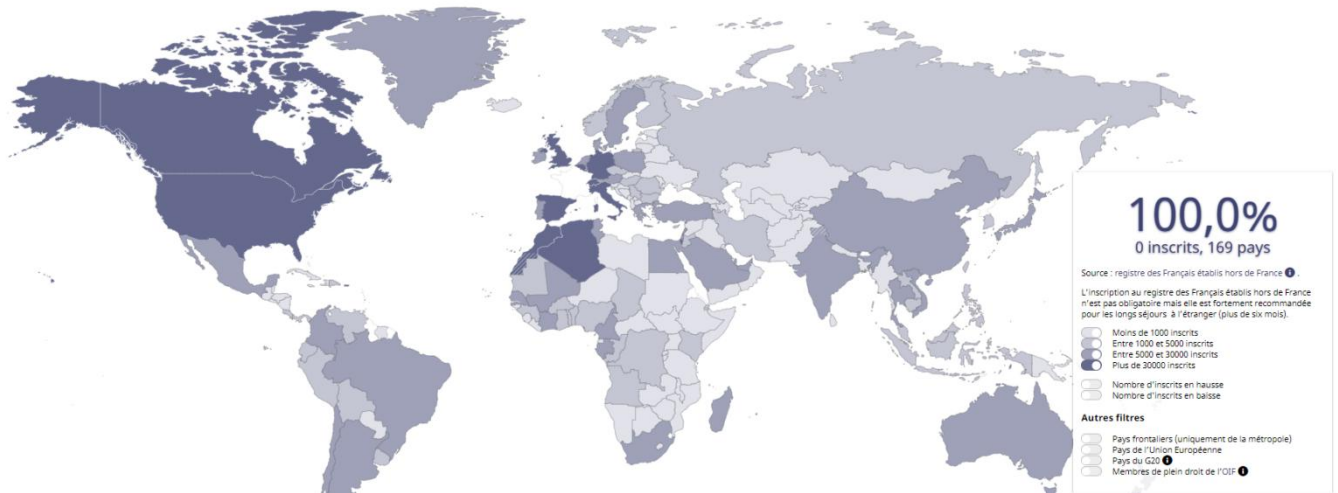 100,0%
0 inscrits, 169 pays
Source : registre des Français établis hors de France i .
L'inscription au registre des Français établis hors de France
n'est pas obligatoire mais elle est fortement recommandée
pour les longs séjours à l'étranger (plus de six mois).
Moins de 1000 inscrits
Entre 1000 et 5000 inscrits
Entre 5000 et 30000 inscrits
Plus de 30000 inscrits
Nombre d'inscrits en hausse
Nombre d'inscrits en baisse
Autres filtres
Pays frontaliers (uniquement de la métropole)
Pays de l'Union Européenne
Pays du G20 i
Membres de plein droit de l'OIF i